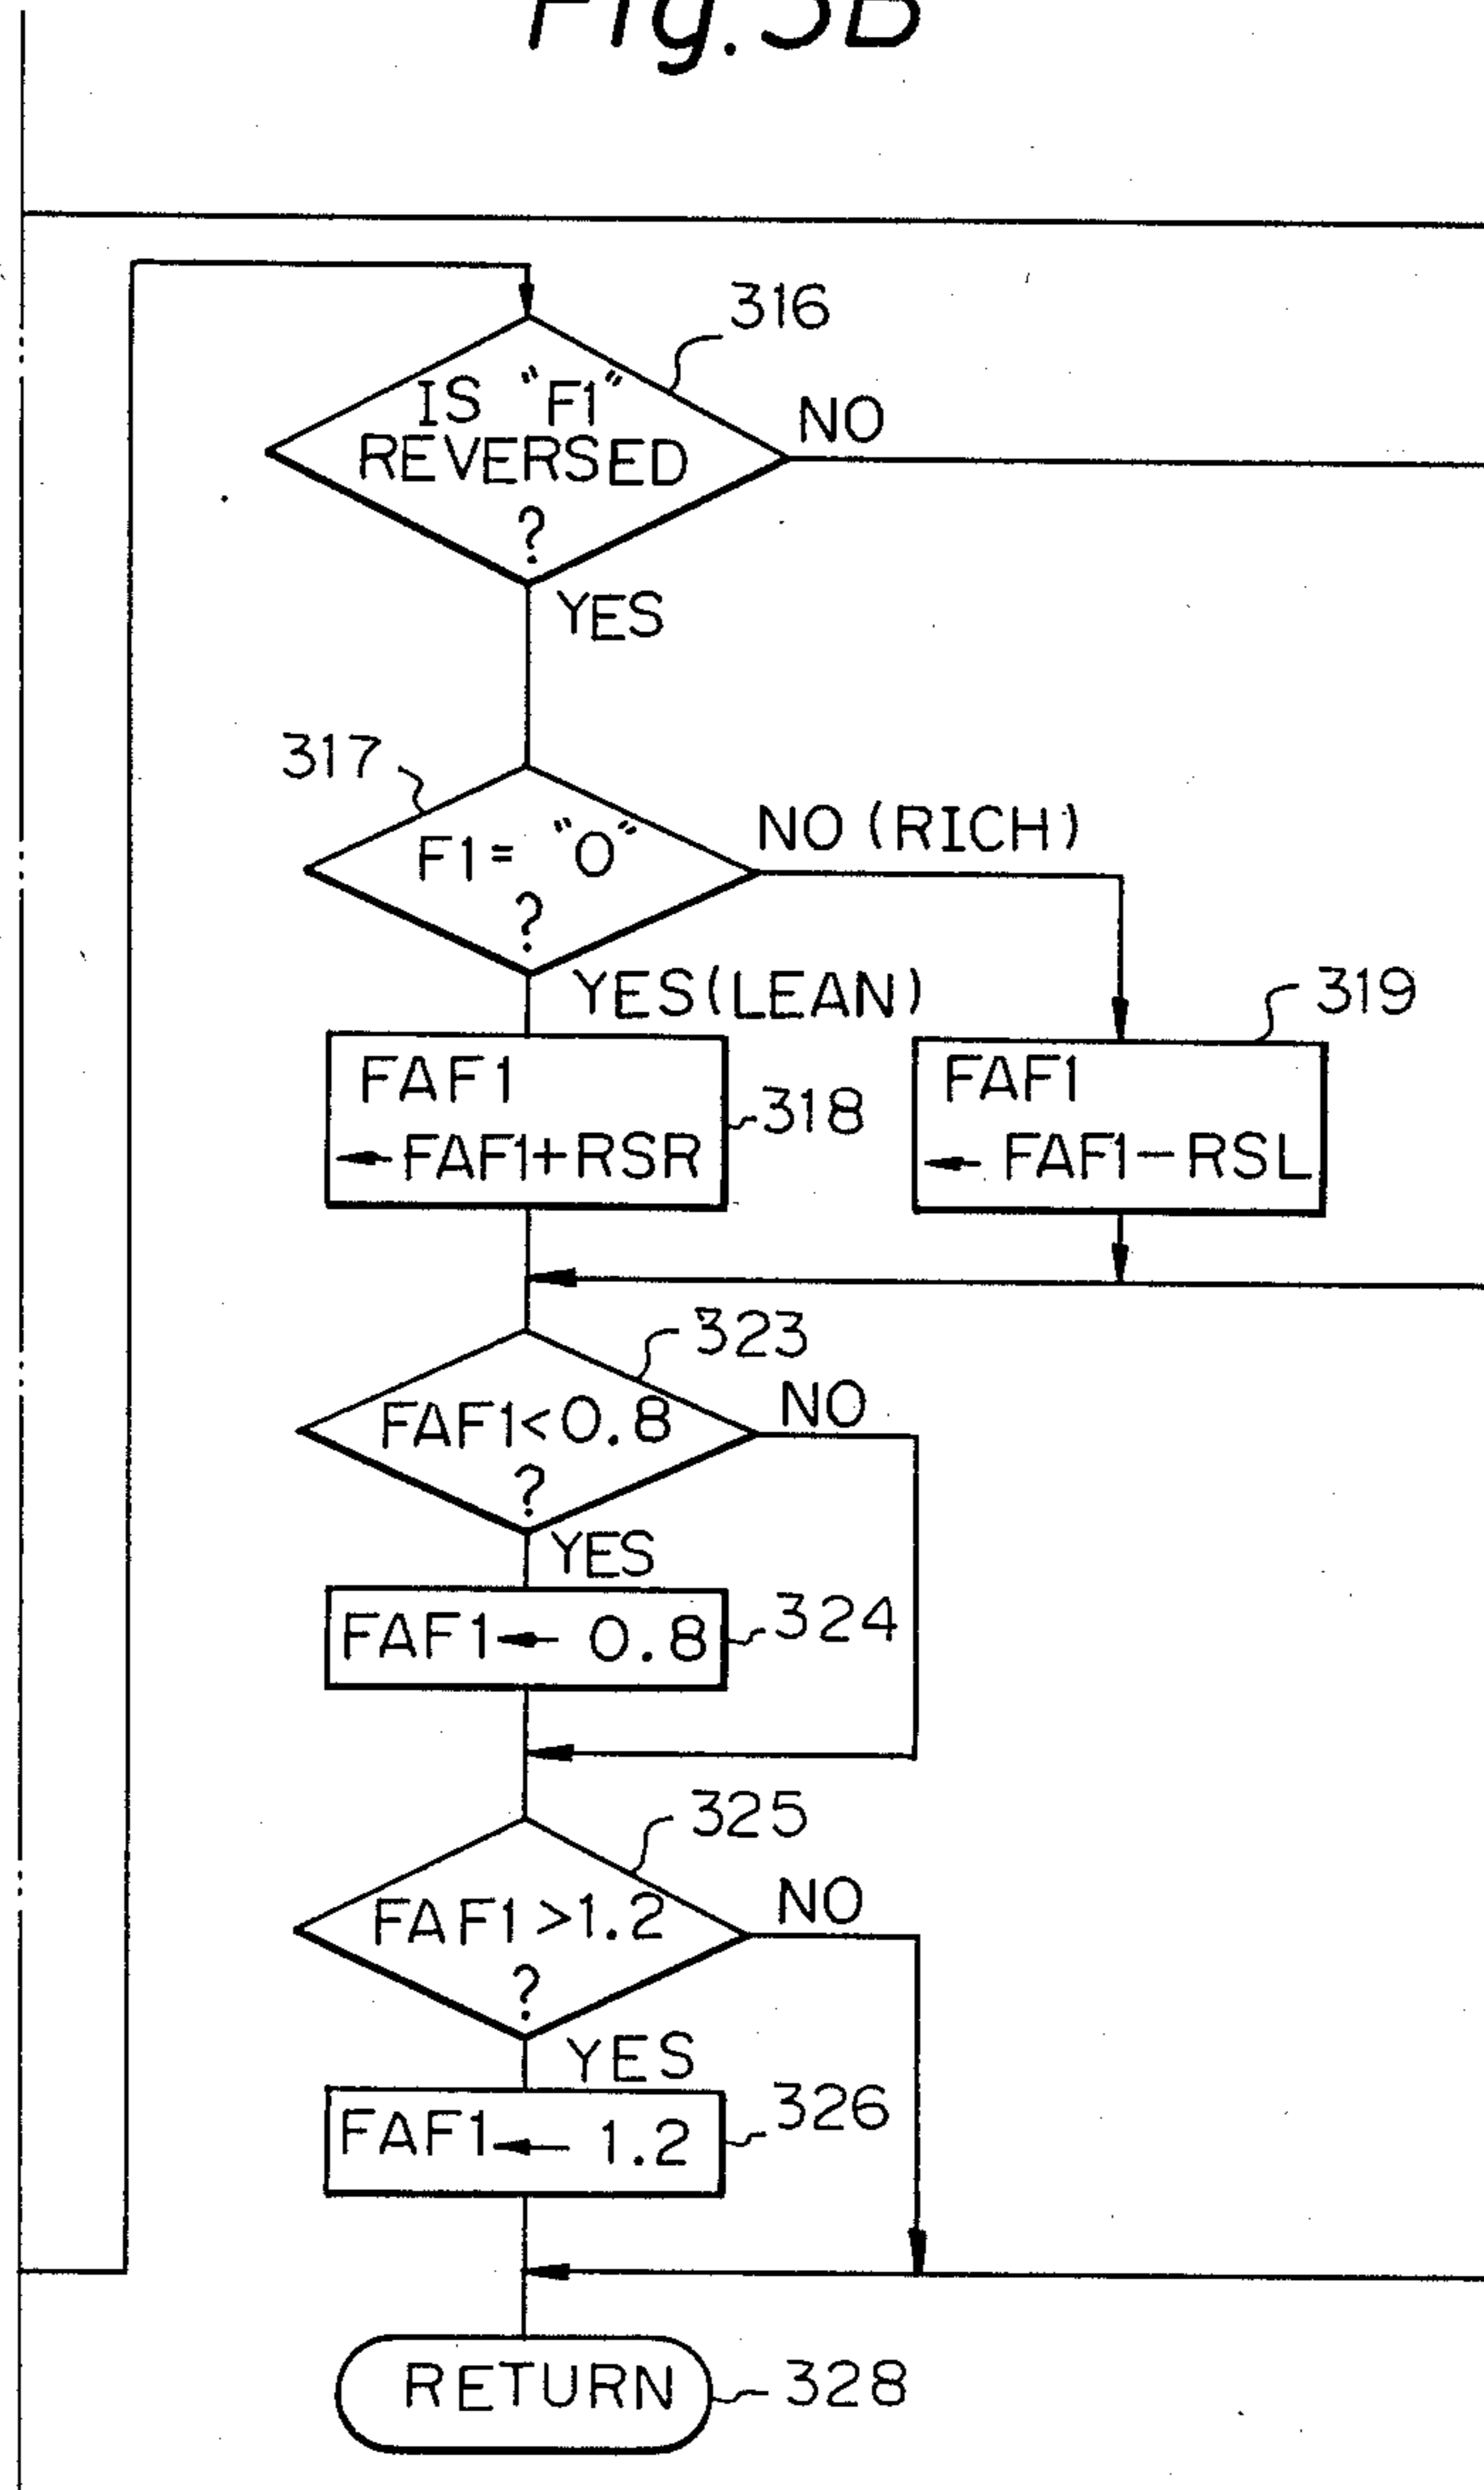 Fig. 3B
316
IS "F1"
REVERSED
?
NO
YES
317
F1= "0"
?
NO (RICH)
YES (LEAN)
319
FAF1
← FAF1+RSR
318
FAF1
← FAF1−RSL
323
FAF1<0.8
?
NO
YES
FAF1 ← 0.8
324
325
FAF1>1.2
?
NO
YES
FAF1 ← 1.2
326
RETURN
328